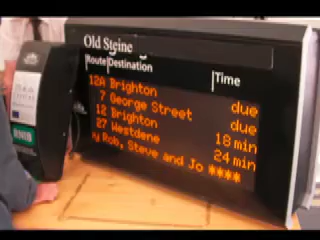 Old Steine
Route Destination Time
12A Brighton due
7 George Street due
12 Brighton 18 min
27 Westdene 24 min
y Rob, Steve and Jo ****
RNIB